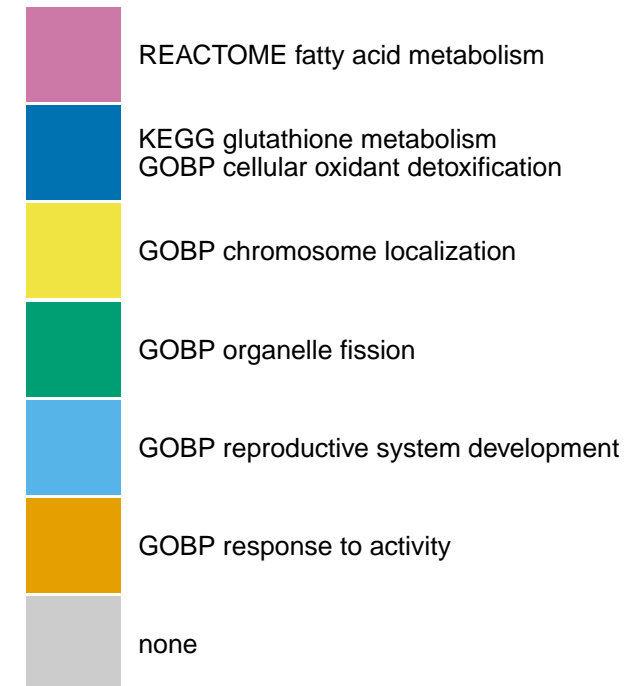 REACTOME fatty acid metabolism
KEGG glutathione metabolism
GOBP cellular oxidant detoxification
GOBP chromosome localization
GOBP organelle fission
GOBP reproductive system development
GOBP response to activity
none